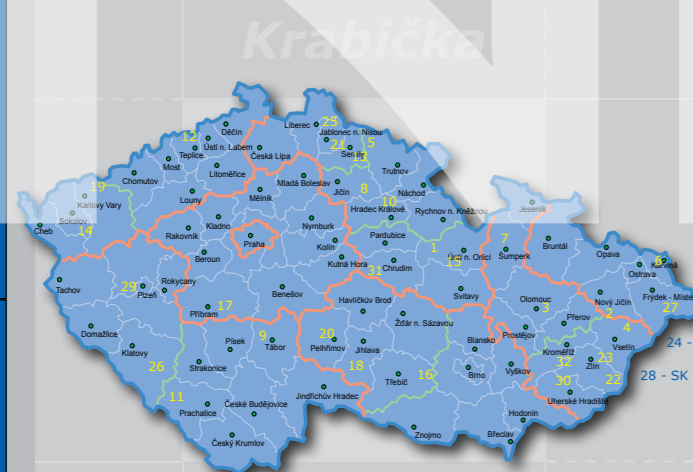 Krabička
Děčín
Liberec
25
12
Ústí n. Labem
Jablonec n. Nisou
5
Teplice
Česká Lípa
21
Semily
13
Most
Litoměřice
Trutnov
Chomutov
Mladá Boleslav
19
Louny
Mělník
Jičín
8
Náchod
Karlovy Vary
10
Jeseník
Sokolov
Kladno
Nymburk
Hradec Králové
Rychnov n. Kněžnou
Cheb
14
Rakovník
Praha
Kolín
Pardubice
1
7
Bruntál
Beroun
Kutná Hora
Chrudim
Ústí n. Orlicí
15
Šumperk
Opava
6
Karviná
31
Ostrava
Tachov
29
Plzeň
Rokycany
Benešov
Svitavy
Olomouc
Nový Jičín
Frýdek - Míste
17
Příbram
Havlíčkův Brod
3
2
27
Domažlice
Písek
9
Tábor
20
Pelhřimov
Žďár n. Sázavou
Přerov
4
Klatovy
Jihlava
Blansko
Prostějov
Kroměříž
Vsetín
24 -
26
Strakonice
18
Třebíč
16
Brno
Vyškov
32
Zlín
23
11
Prachatice
České Budějovice
Jindřichův Hradec
30
22
28 - SK
Uherské Hradiště
Český Krumlov
Znojmo
Hodonín
Břeclav